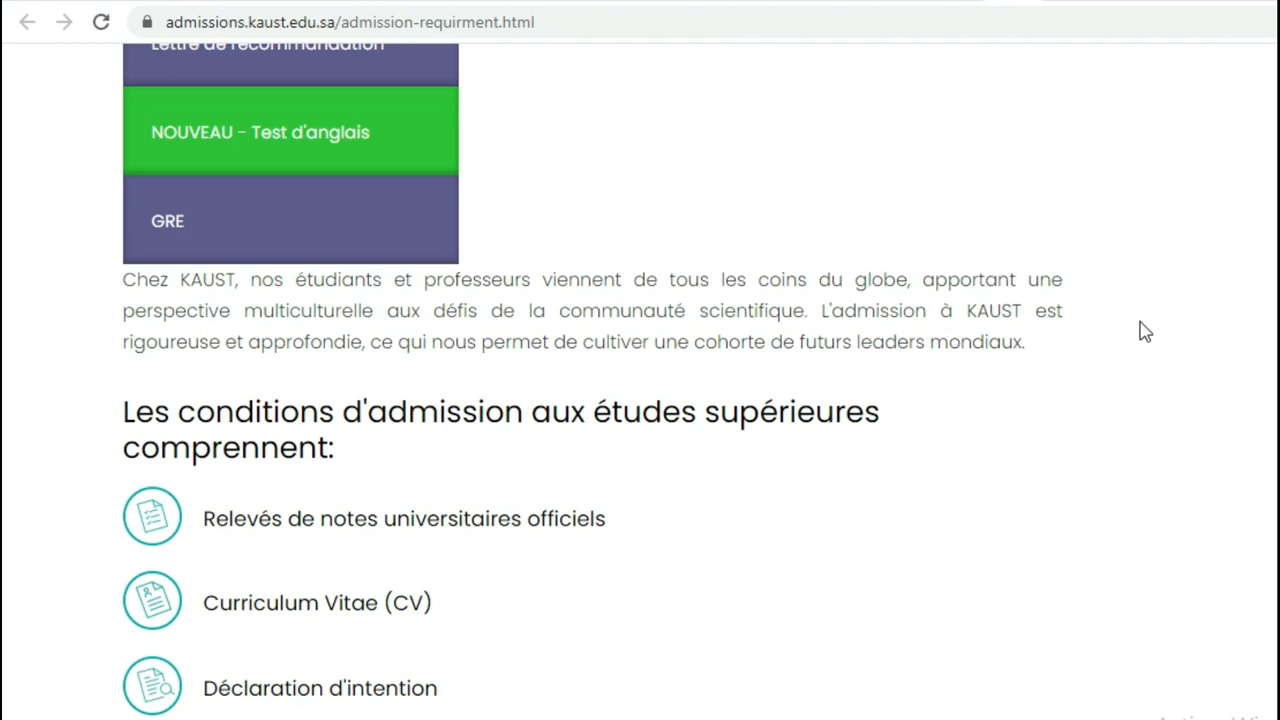 admissions.kaust.edu.sa/admission-requirment.html
Lettre de recommandation
NOUVEAU - Test d'anglais
GRE
Chez KAUST, nos étudiants et professeurs viennent de tous les coins du globe, apportant une
perspective multiculturelle aux défis de la communauté scientifique. L'admission à KAUST est
rigoureuse et approfondie, ce qui nous permet de cultiver une cohorte de futurs leaders mondiaux.
Les conditions d'admission aux études supérieures
comprennent:
Relevés de notes universitaires officiels
Curriculum Vitae (CV)
Déclaration d'intention